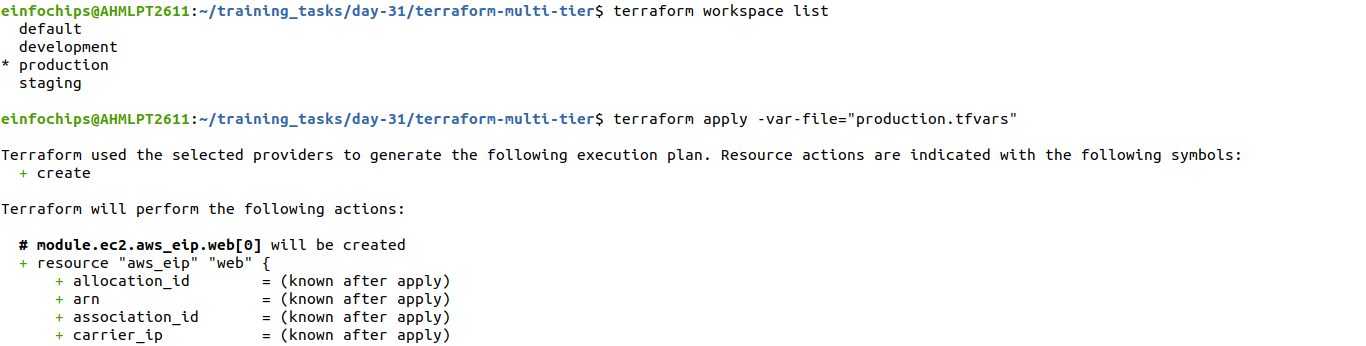 einfochips@AHMLPT2611:~/training_tasks/day-31/terraform-multi-tier$ terraform workspace list
  default
  development
* production
  staging

einfochips@AHMLPT2611:~/training_tasks/day-31/terraform-multi-tier$ terraform apply -var-file="production.tfvars"

Terraform used the selected providers to generate the following execution plan. Resource actions are indicated with the following symbols:
  + create

Terraform will perform the following actions:

  # module.ec2.aws_eip.web[0] will be created
  + resource "aws_eip" "web" {
      + allocation_id        = (known after apply)
      + arn                  = (known after apply)
      + association_id       = (known after apply)
      + carrier_ip           = (known after apply)